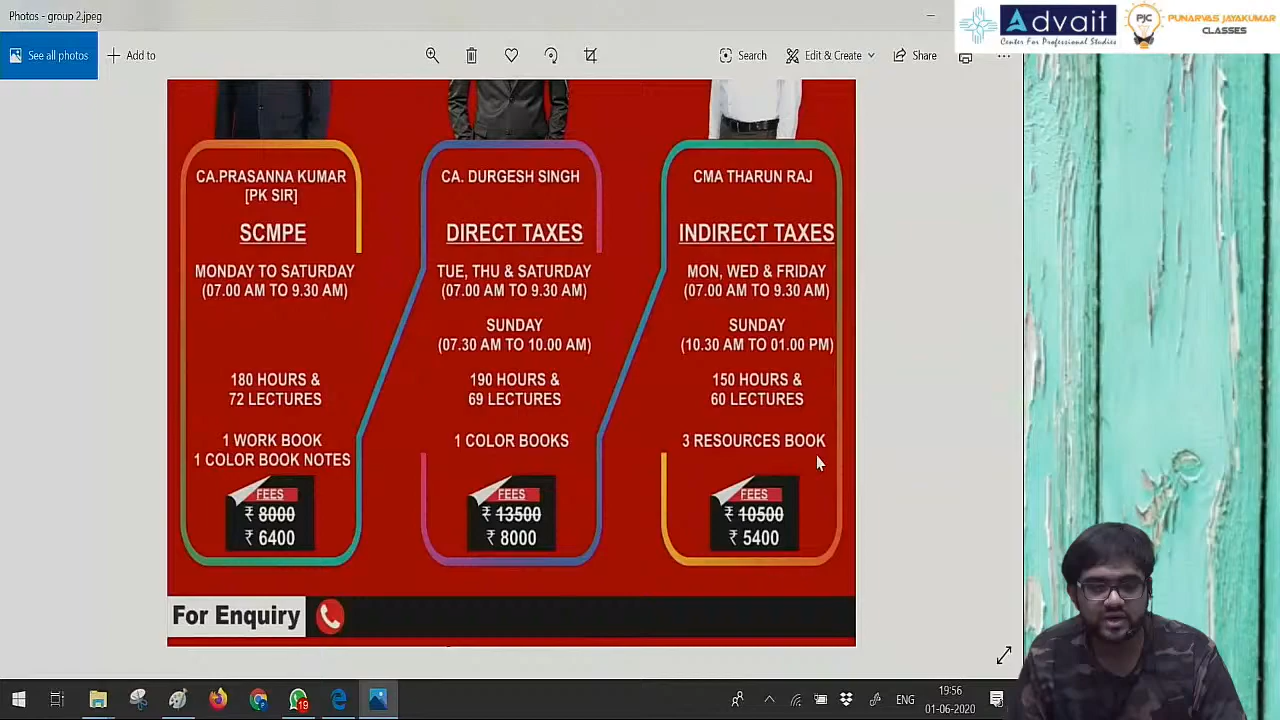 Photos - group 2.jpeg
Advait
Center For Professional Studies
PJC
PUNARVAS JAYAKUMAR
CLASSES
See all photos
Add to
Search
Edit & Create
Share
CA.PRASANNA KUMAR
[PK SIR]
SCMPE
MONDAY TO SATURDAY
(07.00 AM TO 9.30 AM)
180 HOURS &
72 LECTURES
1 WORK BOOK
1 COLOR BOOK NOTES
FEES
₹ 8000
₹ 6400
CA. DURGESH SINGH
DIRECT TAXES
TUE, THU & SATURDAY
(07.00 AM TO 9.30 AM)
SUNDAY
(07.30 AM TO 10.00 AM)
190 HOURS &
69 LECTURES
1 COLOR BOOKS
FEES
₹ 13500
₹ 8000
CMA THARUN RAJ
INDIRECT TAXES
MON, WED & FRIDAY
(07.00 AM TO 9.30 AM)
SUNDAY
(10.30 AM TO 01.00 PM)
150 HOURS &
60 LECTURES
3 RESOURCES BOOK
FEES
₹ 10500
₹ 5400
For Enquiry
19
ENG
19:56
01-06-2020